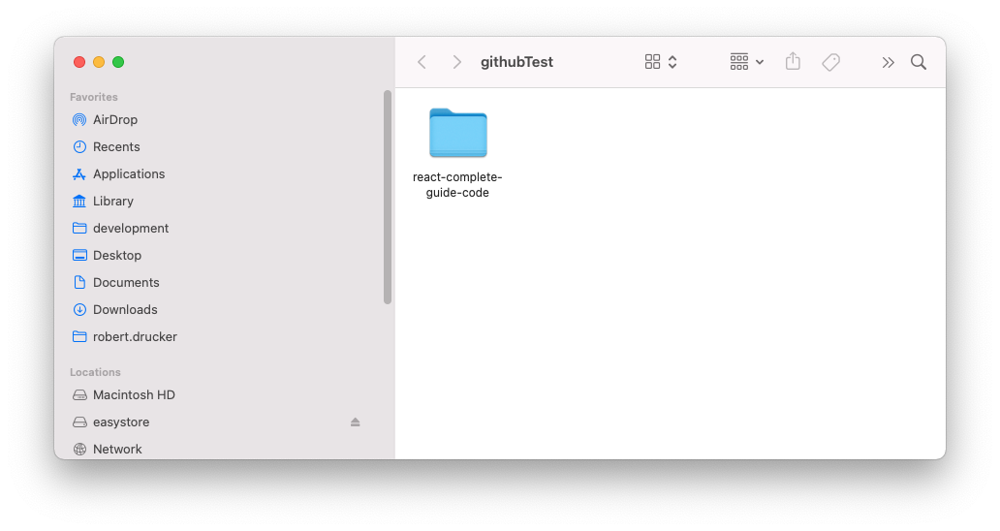 githubTest
Favorites
AirDrop
Recents
Applications
Library
development
Desktop
Documents
Downloads
robert.drucker
Locations
Macintosh HD
easystore
Network
react-complete-
guide-code